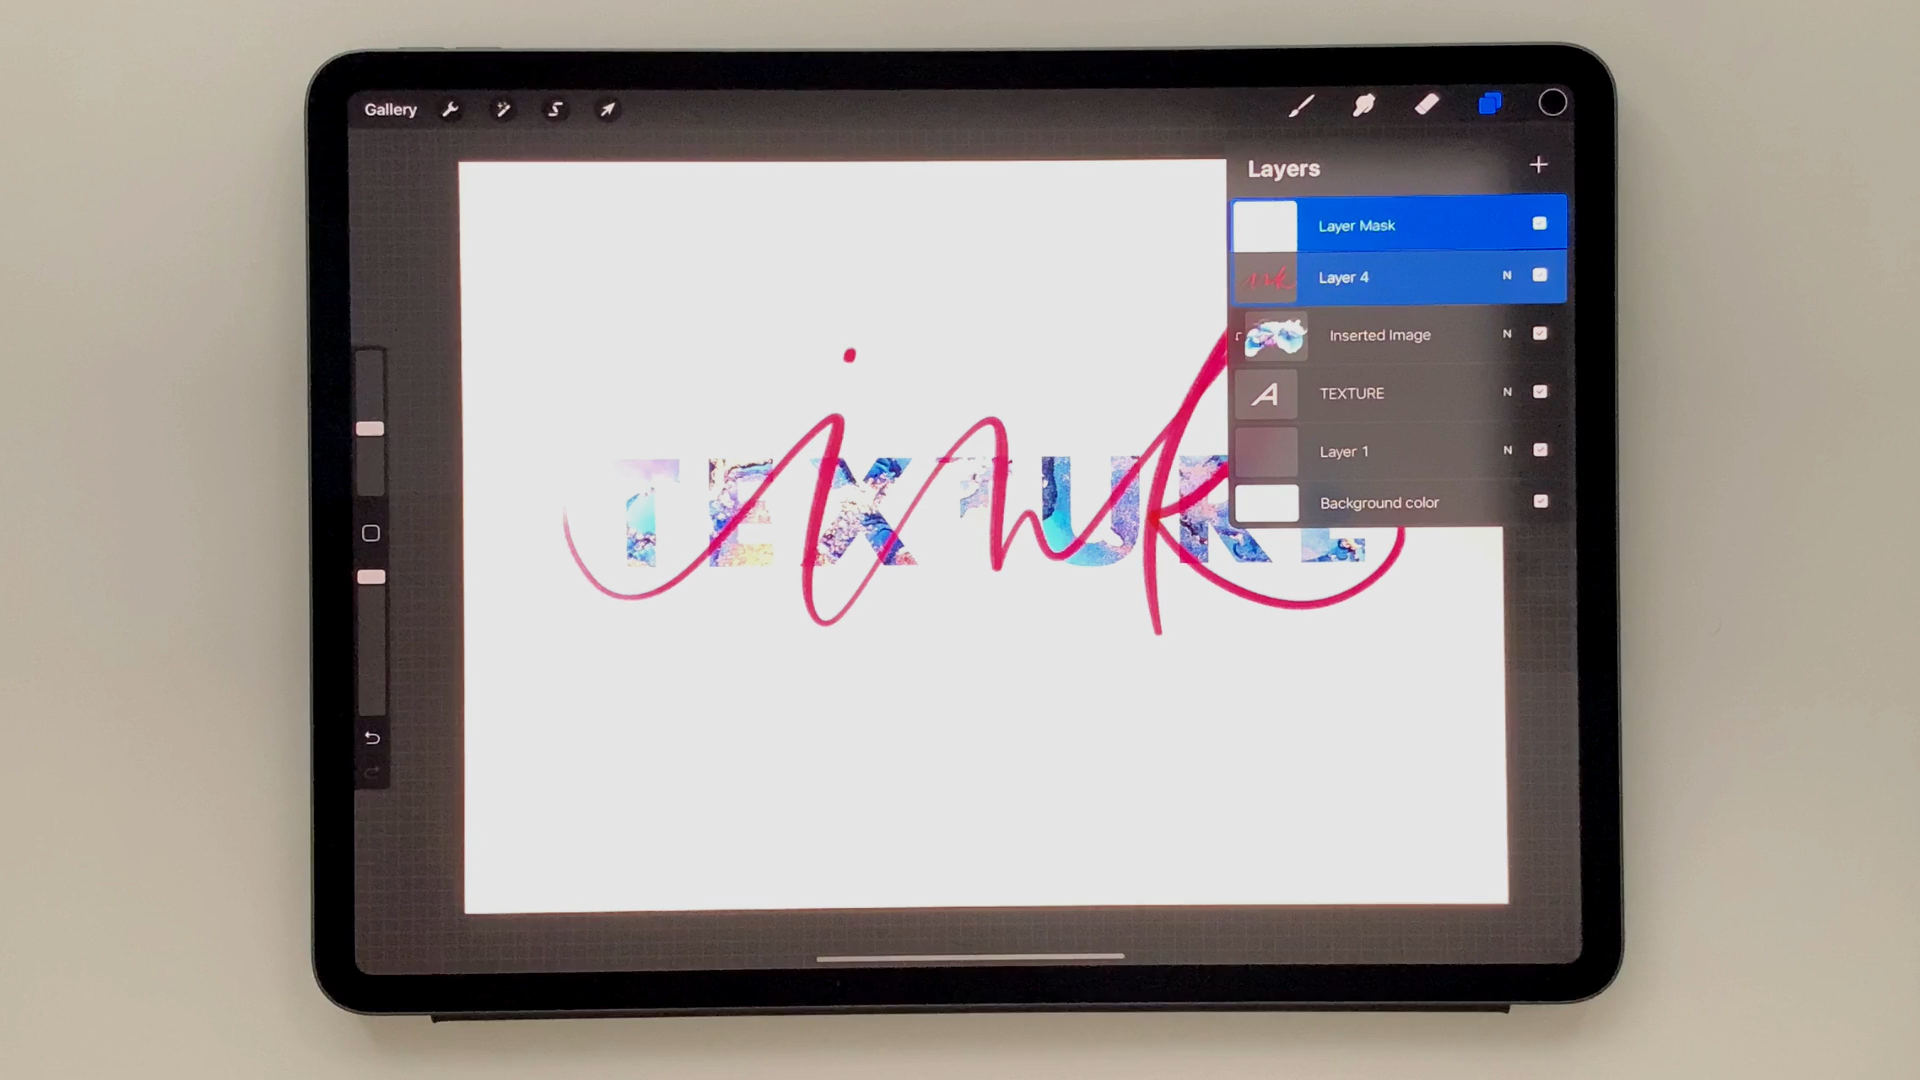 Gallery
Layers
Layer Mask
Layer 4 N
Inserted Image N
A TEXTURE N
Layer 1 N
Background color
ink
TEXTURE